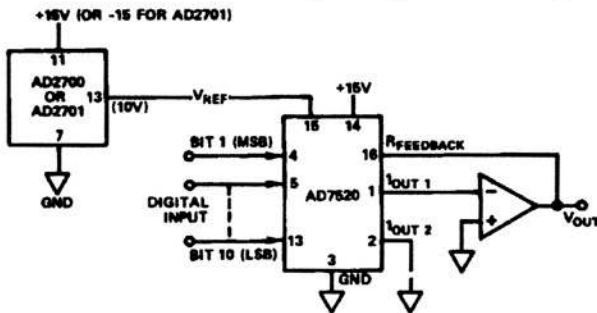 +15V (OR -15 FOR AD2701)
11
AD2700
OR
AD2701
13
(10V)
7
GND
VREF
+15V
15
14
BIT 1 (MSB)
4
5
DIGITAL
INPUT
13
BIT 10 (LSB)
AD7520
16
RFEEDBACK
1
IOUT 1
2
IOUT 2
3
GND
−
+
VOUT